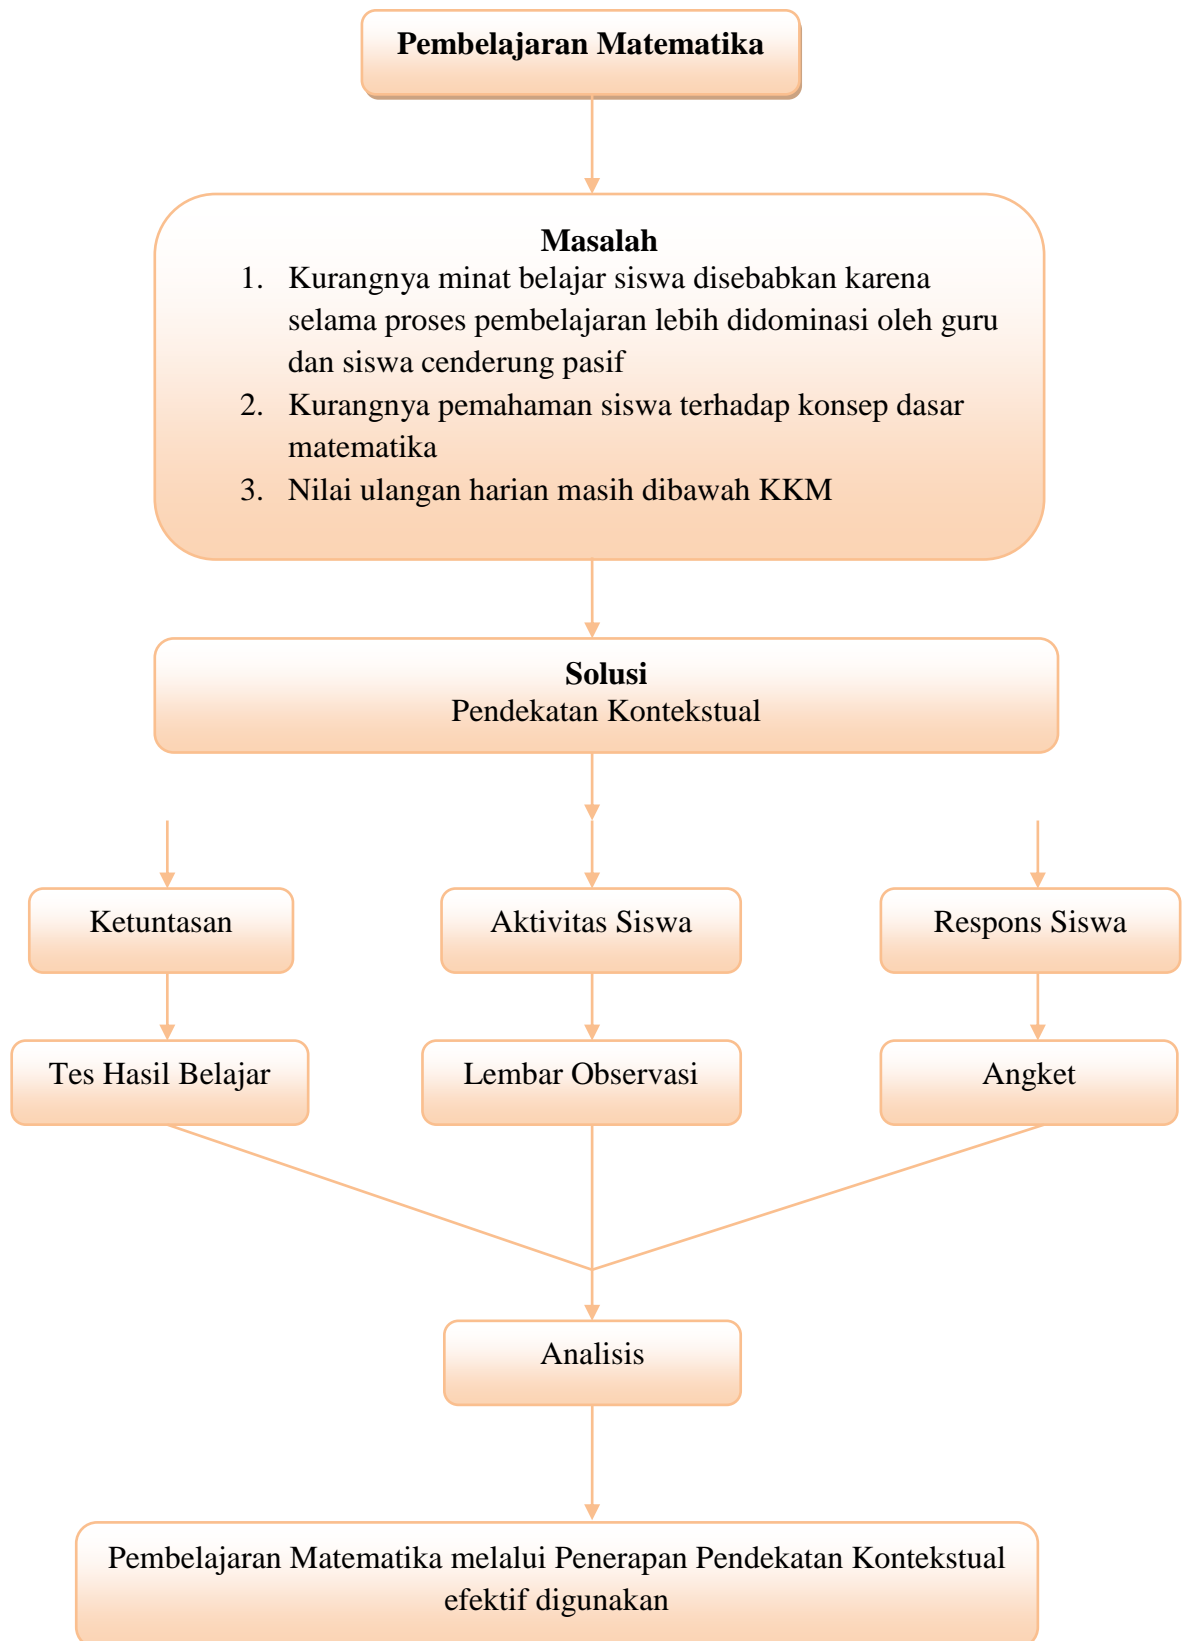 Pembelajaran Matematika
Masalah
1. Kurangnya minat belajar siswa disebabkan karena
selama proses pembelajaran lebih didominasi oleh guru
dan siswa cenderung pasif
2. Kurangnya pemahaman siswa terhadap konsep dasar
matematika
3. Nilai ulangan harian masih dibawah KKM
Solusi
Pendekatan Kontekstual
Ketuntasan
Aktivitas Siswa
Respons Siswa
Tes Hasil Belajar
Lembar Observasi
Angket
Analisis
Pembelajaran Matematika melalui Penerapan Pendekatan Kontekstual
efektif digunakan